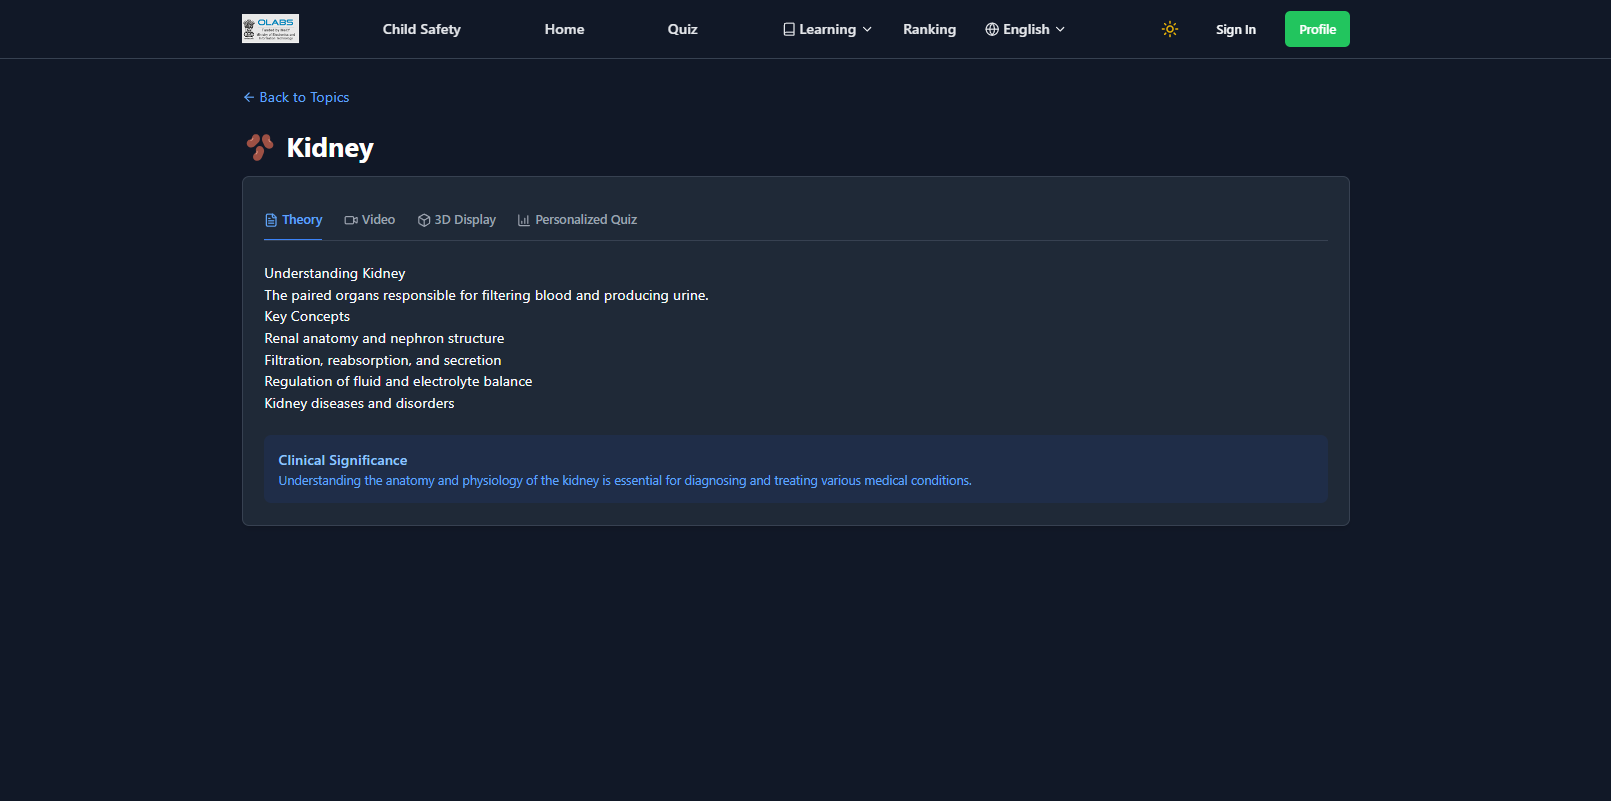 OLABS
Child Safety
Home
Quiz
Learning
Ranking
English
Sign In
Profile
Back to Topics
Kidney
Theory
Video
3D Display
Personalized Quiz
Understanding Kidney
The paired organs responsible for filtering blood and producing urine.
Key Concepts
Renal anatomy and nephron structure
Filtration, reabsorption, and secretion
Regulation of fluid and electrolyte balance
Kidney diseases and disorders
Clinical Significance
Understanding the anatomy and physiology of the kidney is essential for diagnosing and treating various medical conditions.